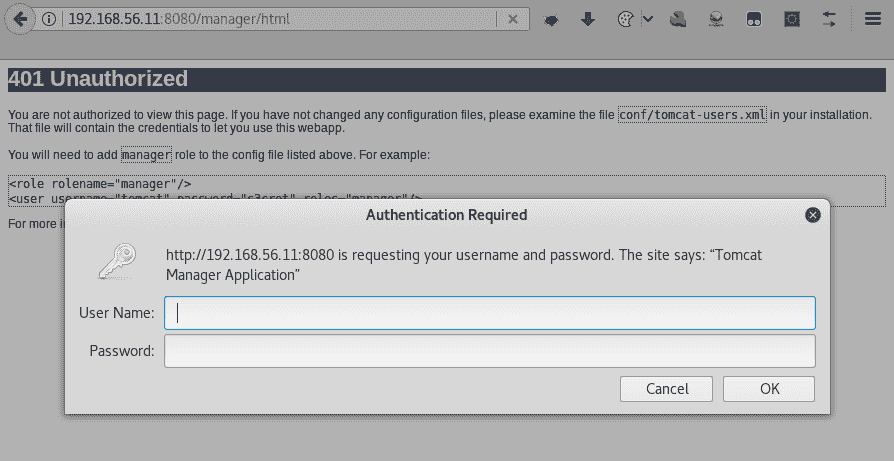 192.168.56.11:8080/manager/html
401 Unauthorized
You are not authorized to view this page. If you have not changed any configuration files, please examine the file conf/tomcat-users.xml in your installation.
That file will contain the credentials to let you use this webapp.
You will need to add manager role to the config file listed above. For example:
<role rolename="manager"/>
<user username="tomcat" password="s3cret" roles="manager"/>
For more i
Authentication Required
http://192.168.56.11:8080 is requesting your username and password. The site says: “Tomcat
Manager Application”
User Name:
Password:
Cancel
OK